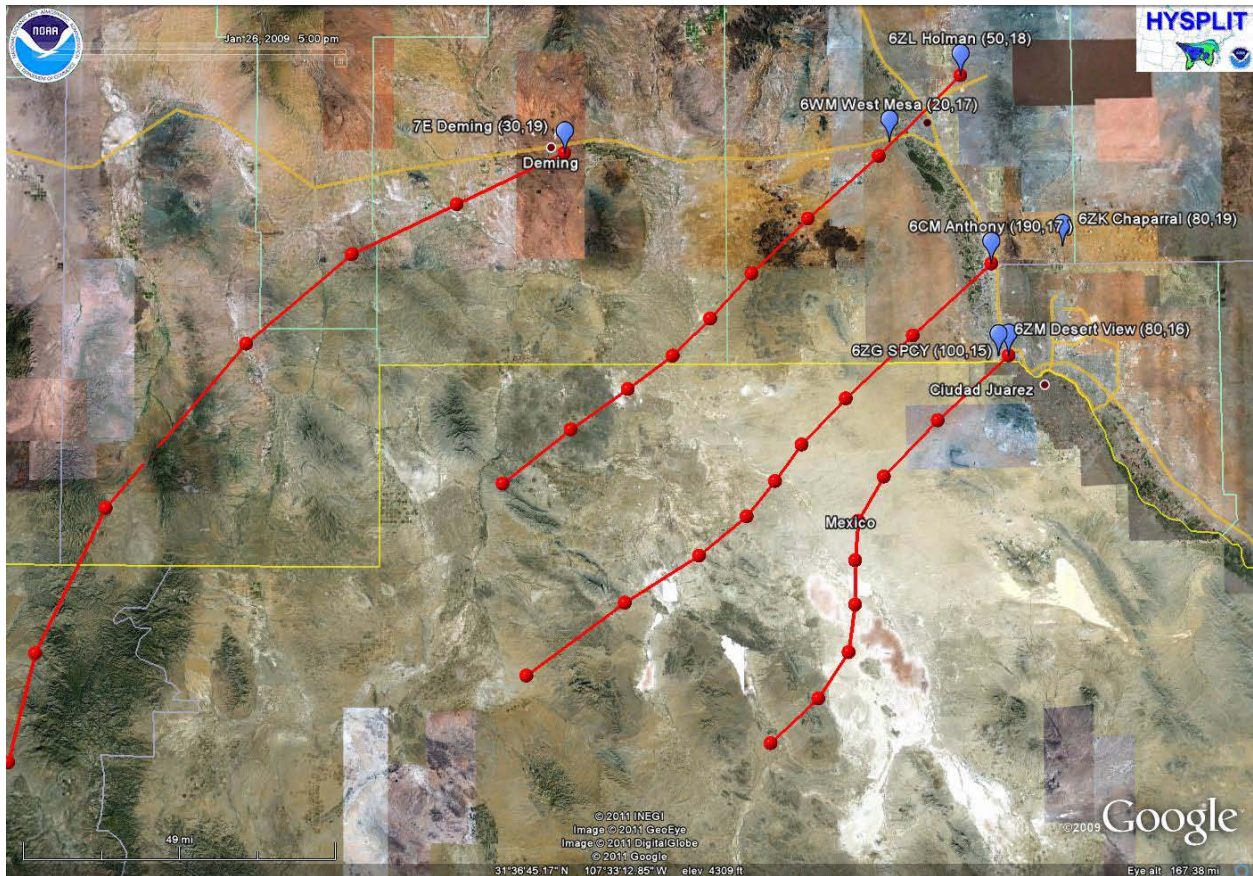 NOAA
Jan 26, 2009 5:00 pm
HYSPLIT
6ZL Holman (50,18)
6WM West Mesa (20,17)
7E Deming (30,19)
Deming
6CM Anthony (190,17)
6ZK Chaparral (80,19)
6ZM Desert View (80,16)
6ZG SPCY (100,15)
Ciudad Juarez
Mexico
© 2011 INEGI
Image © 2011 GeoEye
Image © 2011 DigitalGlobe
© 2011 Google
©2009 Google
49 mi
31°36'45.17" N 107°33'12.85" W elev 4309 ft
Eye alt 167.38 mi